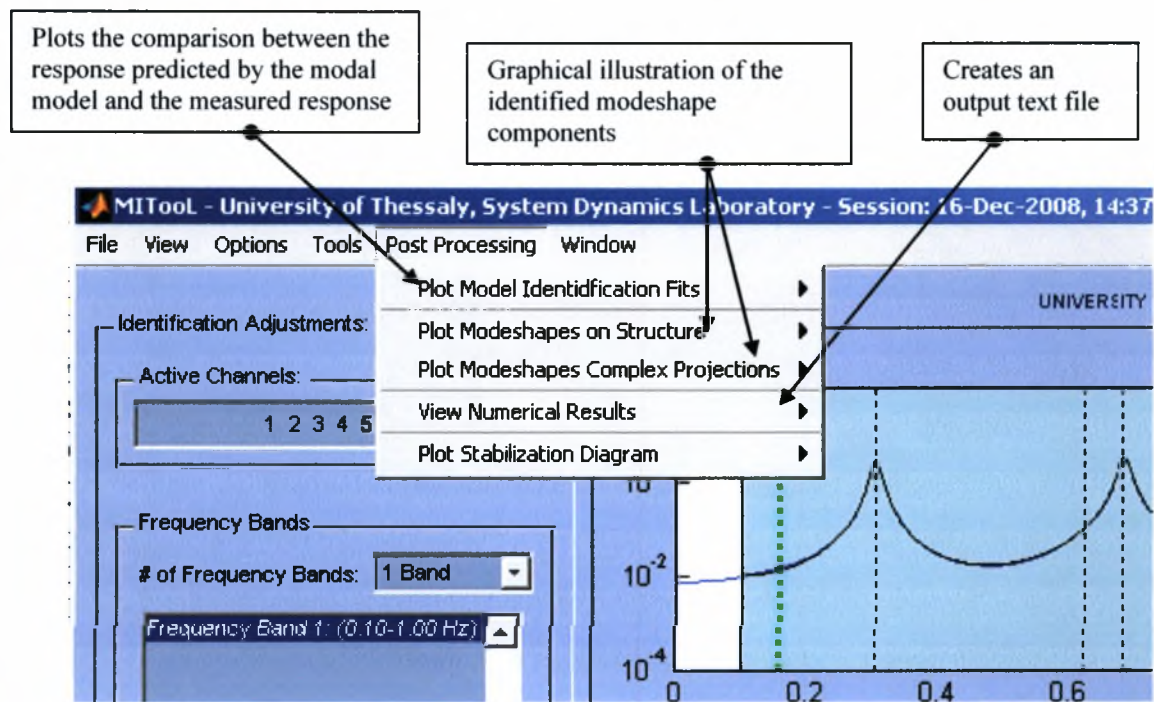 Plots the comparison between the
response predicted by the modal
model and the measured response
Graphical illustration of the
identified modeshape
components
Creates an
output text file
MITooL - University of Thessaly, System Dynamics Laboratory - Session: 16-Dec-2008, 14:37
File View Options Tools Post Processing Window
Plot Model Identidfication Fits
Plot Modeshapes on Structure
Plot Modeshapes Complex Projections
View Numerical Results
Plot Stabilization Diagram
UNIVERSITY
Identification Adjustments:
Active Channels:
1 2 3 4 5
Frequency Bands
# of Frequency Bands: 1 Band
Frequency Band 1: (0.10-1.00 Hz)
10-2
10-4
0 0.2 0.4 0.6